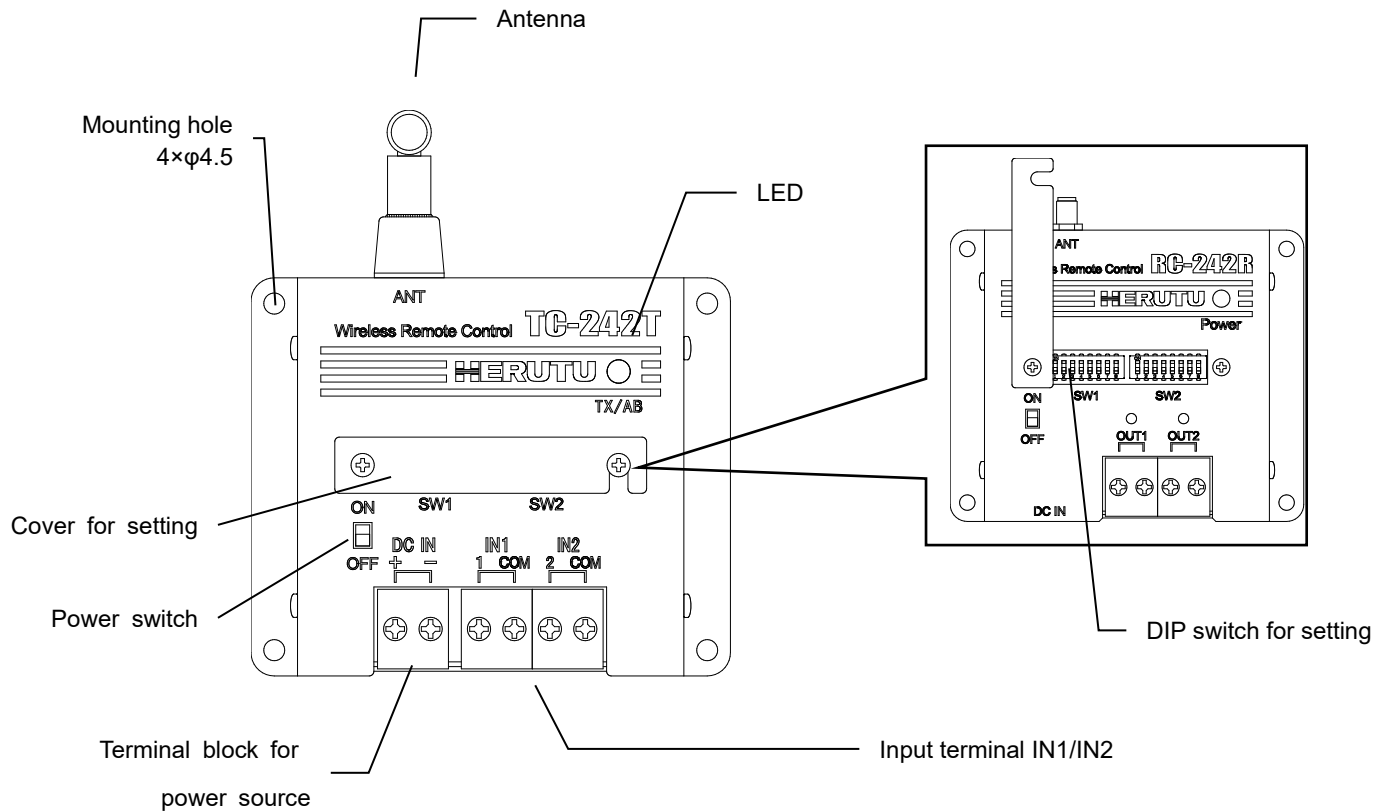 Antenna
Mounting hole
4×φ4.5
LED
ANT
Wireless Remote Control TC-242T
HERUTU
TX/AB
SW1 SW2
ON
OFF
DC IN
+ −
IN1
1 COM
IN2
2 COM
Cover for setting
Power switch
Terminal block for
power source
Input terminal IN1/IN2
ANT
s Remote Control RC-242R
HERUTU
Power
SW1 SW2
ON
OFF
OUT1 OUT2
DC IN
DIP switch for setting